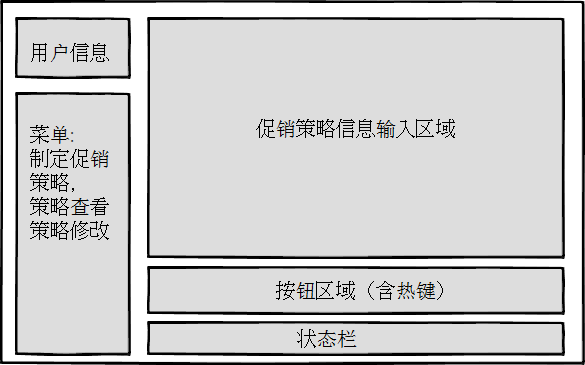 用户信息
菜单:
制定促销
策略,
策略查看
策略修改
促销策略信息输入区域
按钮区域（含热键）
状态栏